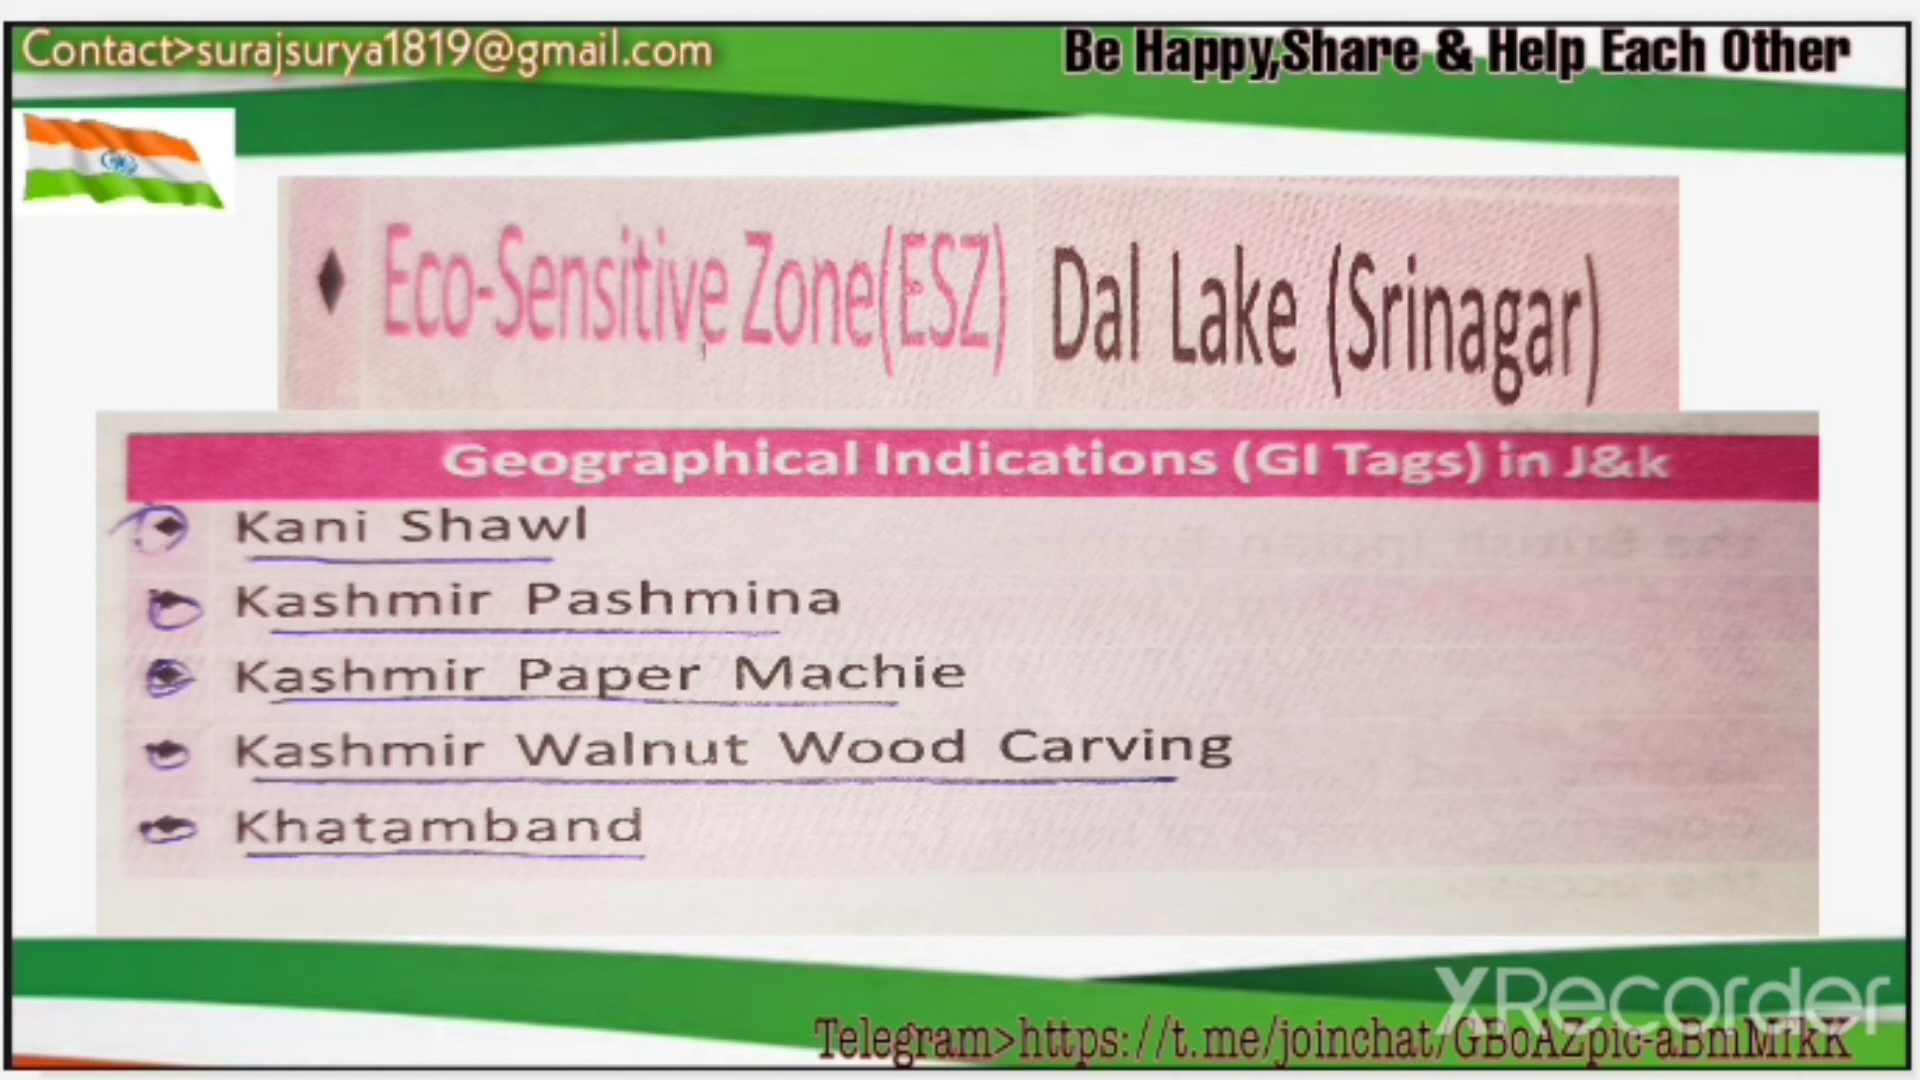 Contact>surajsurya1819@gmail.com
Be Happy,Share & Help Each Other
Eco-Sensitive Zone(ESZ) Dal Lake (Srinagar)
Geographical Indications (GI Tags) in J&k
Kani Shawl
Kashmir Pashmina
Kashmir Paper Machie
Kashmir Walnut Wood Carving
Khatamband
XRecorder
Telegram>https://t.me/joinchat/GBoAZpic-aBmMfkK